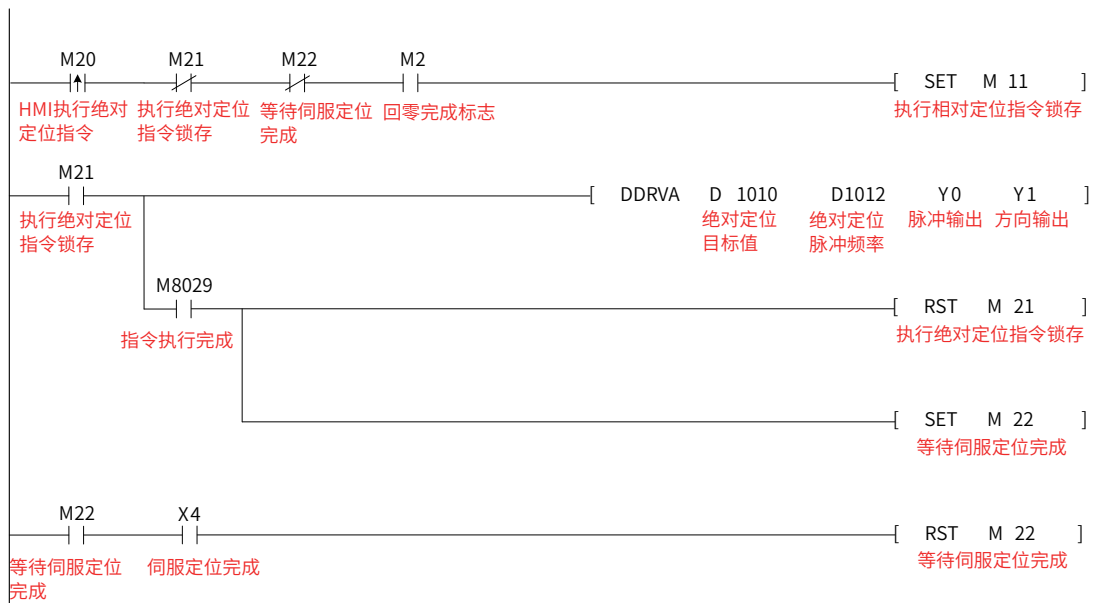 M20 M21 M22 M2
[ SET M 11 ]
HMI执行绝对 执行绝对定位 等待伺服定位 回零完成标志 执行相对定位指令锁存
定位指令 指令锁存 完成
M21
[ DDRVA D 1010 D1012 Y0 Y1 ]
执行绝对定位 绝对定位 绝对定位 脉冲输出 方向输出
指令锁存 目标值 脉冲频率
M8029
[ RST M 21 ]
指令执行完成 执行绝对定位指令锁存
[ SET M 22 ]
等待伺服定位完成
M22 X4
[ RST M 22 ]
等待伺服定位 伺服定位完成 等待伺服定位完成
完成